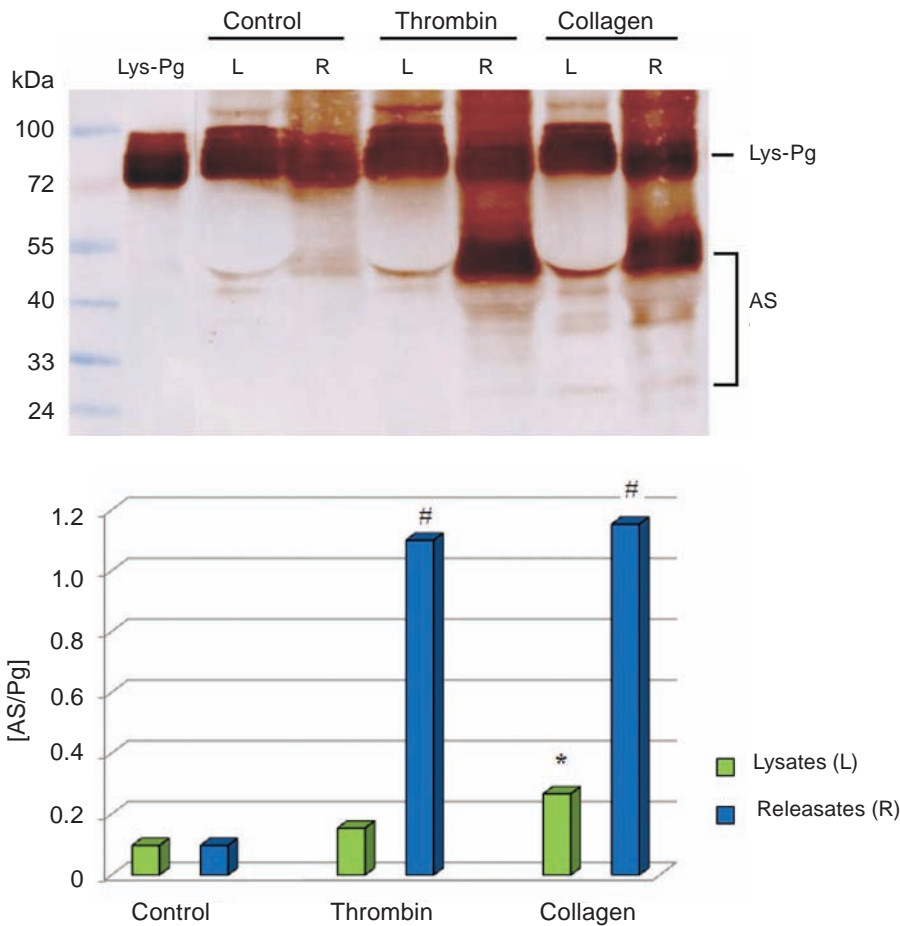 Control Thrombin Collagen
kDa Lys-Pg L R L R L R
100
Lys-Pg
72
55
40
AS
33
24
1.2 # #
1.0
0.8
0.6
[AS/Pg]
0.4 *
Lysates (L)
0.2
Releasates (R)
0
Control Thrombin Collagen